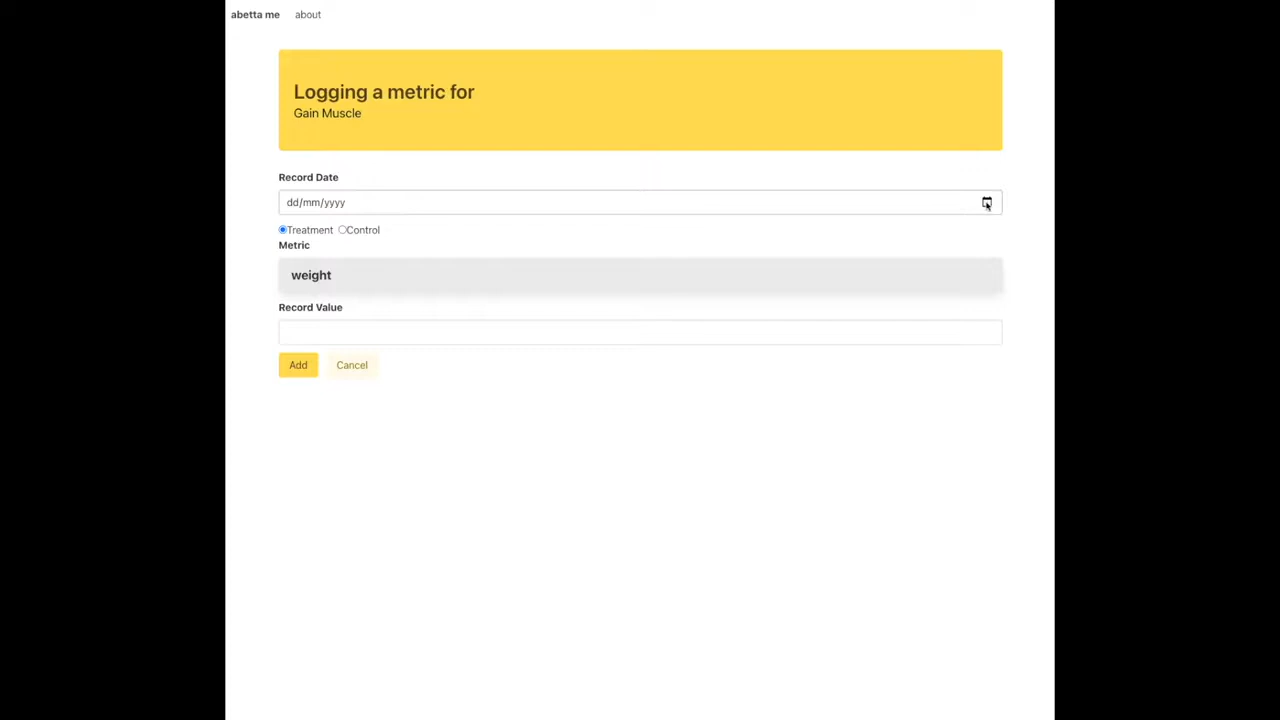 abetta me about
Logging a metric for
Gain Muscle
Record Date
dd/mm/yyyy
Treatment Control
Metric
weight
Record Value
Add Cancel